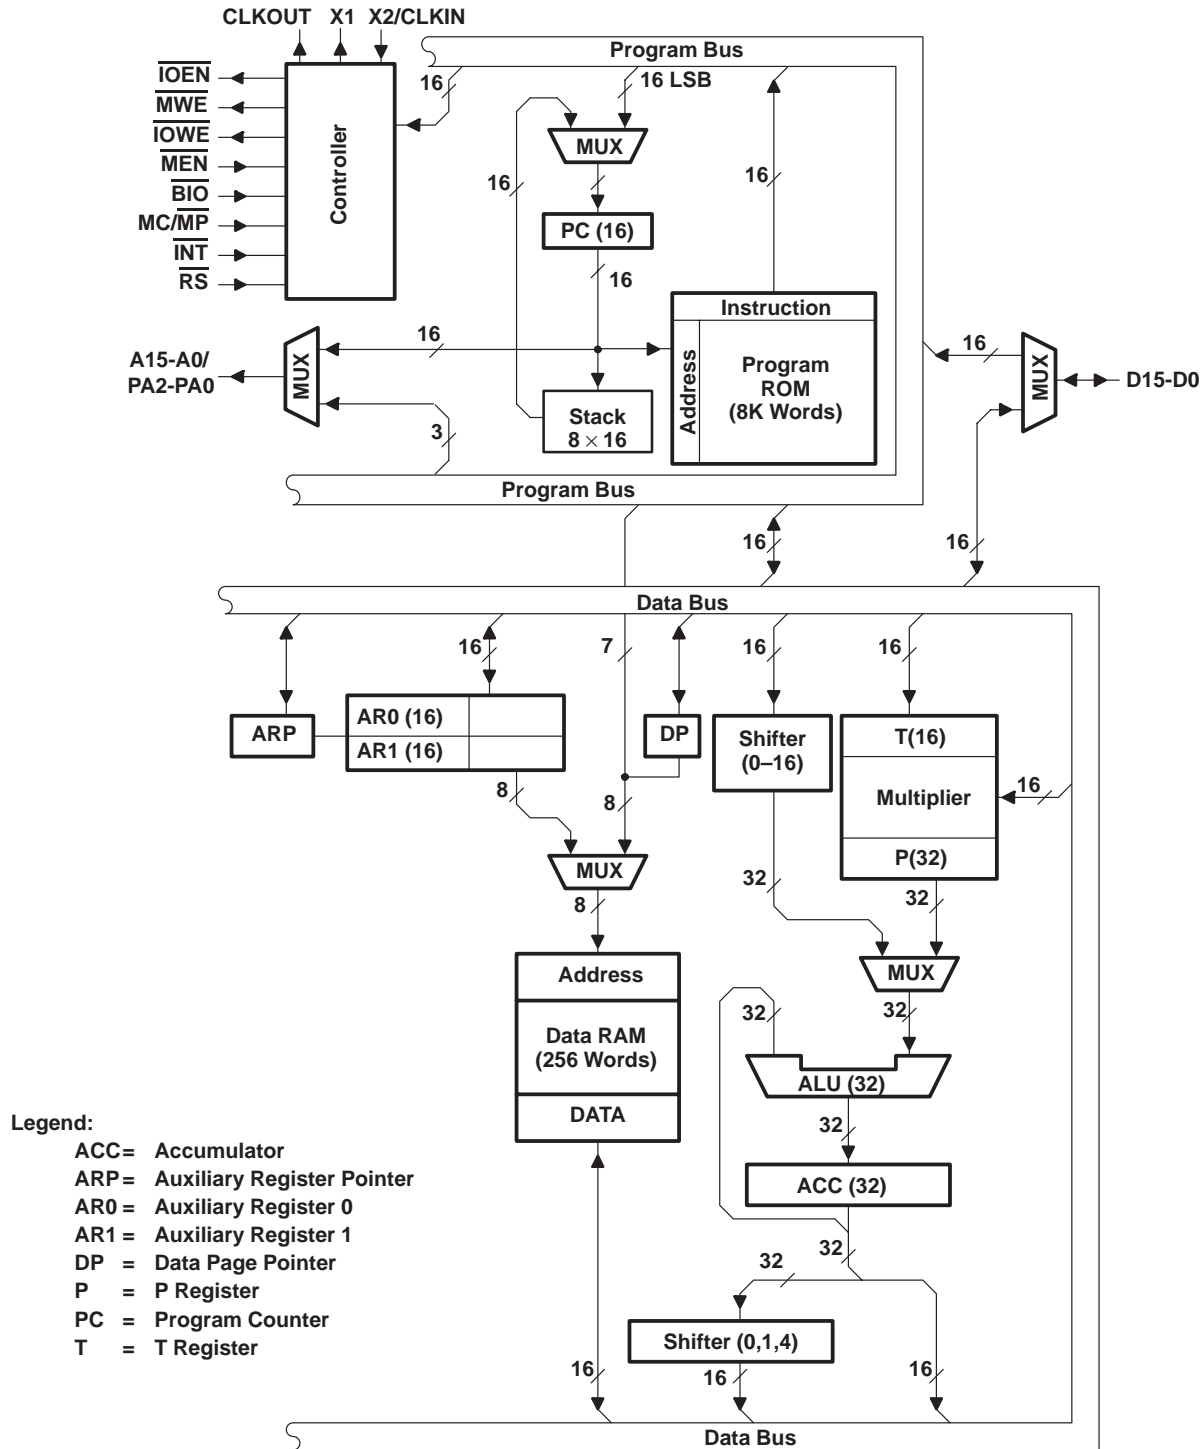 CLKOUT X1 X2/CLKIN
Program Bus
IOEN
MWE
IOWE
MEN
BIO
MC/MP
INT
RS
Controller
16
16 LSB
MUX
16
16
PC (16)
16
Instruction
Address
Program
ROM
(8K Words)
A15-A0/
PA2-PA0
MUX
16
3
Stack
8 × 16
16
MUX
D15-D0
Program Bus
16
16
Data Bus
16
7
16
16
ARP
AR0 (16)
AR1 (16)
DP
Shifter
(0–16)
T(16)
Multiplier
P(32)
16
8
8
MUX
8
32
32
MUX
Address
Data RAM
(256 Words)
DATA
32
32
ALU (32)
32
ACC (32)
32
32
Shifter (0,1,4)
16
16
16
Data Bus
Legend:
ACC = Accumulator
ARP = Auxiliary Register Pointer
AR0 = Auxiliary Register 0
AR1 = Auxiliary Register 1
DP = Data Page Pointer
P = P Register
PC = Program Counter
T = T Register